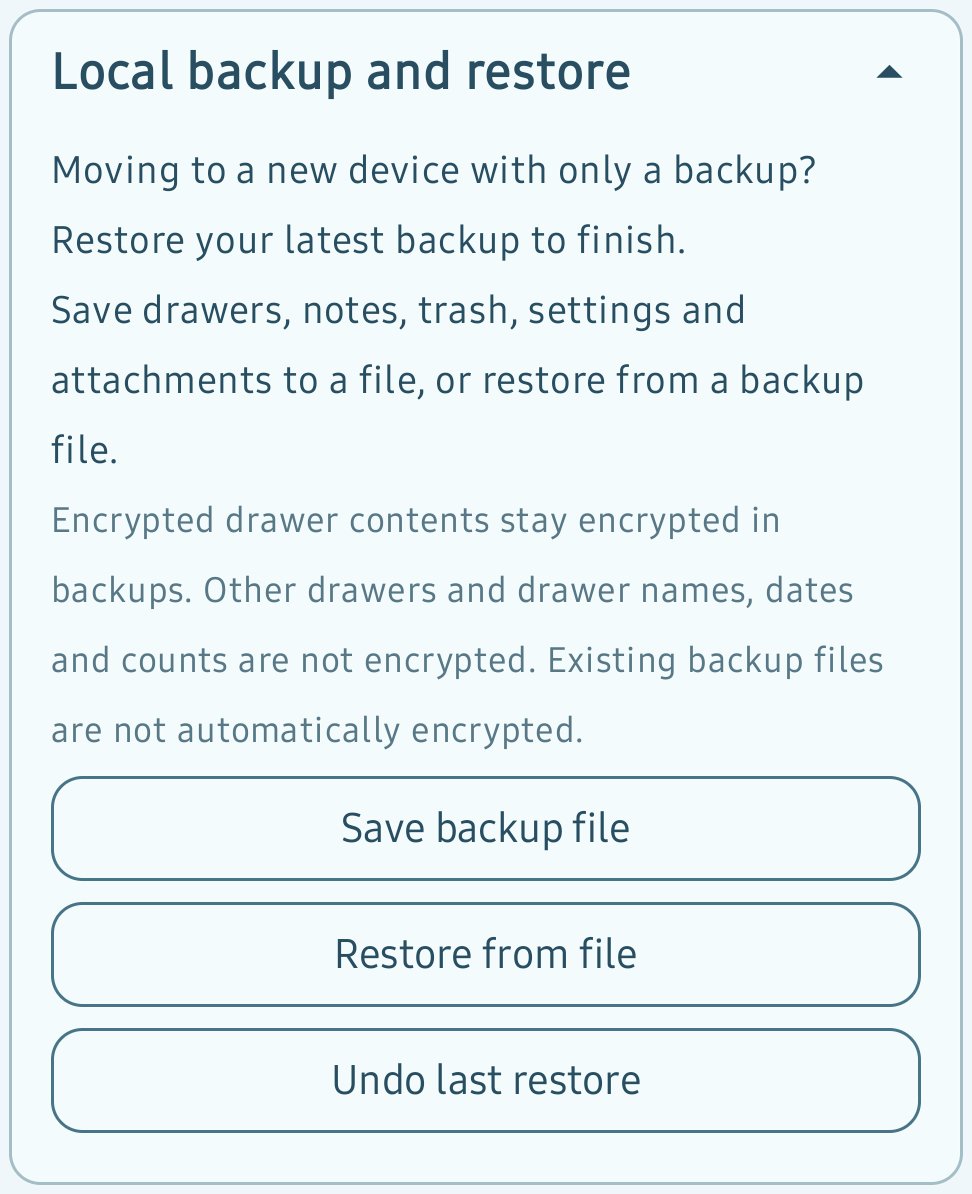 Local backup and restore
Moving to a new device with only a backup?
Restore your latest backup to finish.
Save drawers, notes, trash, settings and
attachments to a file, or restore from a backup
file.
Encrypted drawer contents stay encrypted in
backups. Other drawers and drawer names, dates
and counts are not encrypted. Existing backup files
are not automatically encrypted.
Save backup file
Restore from file
Undo last restore